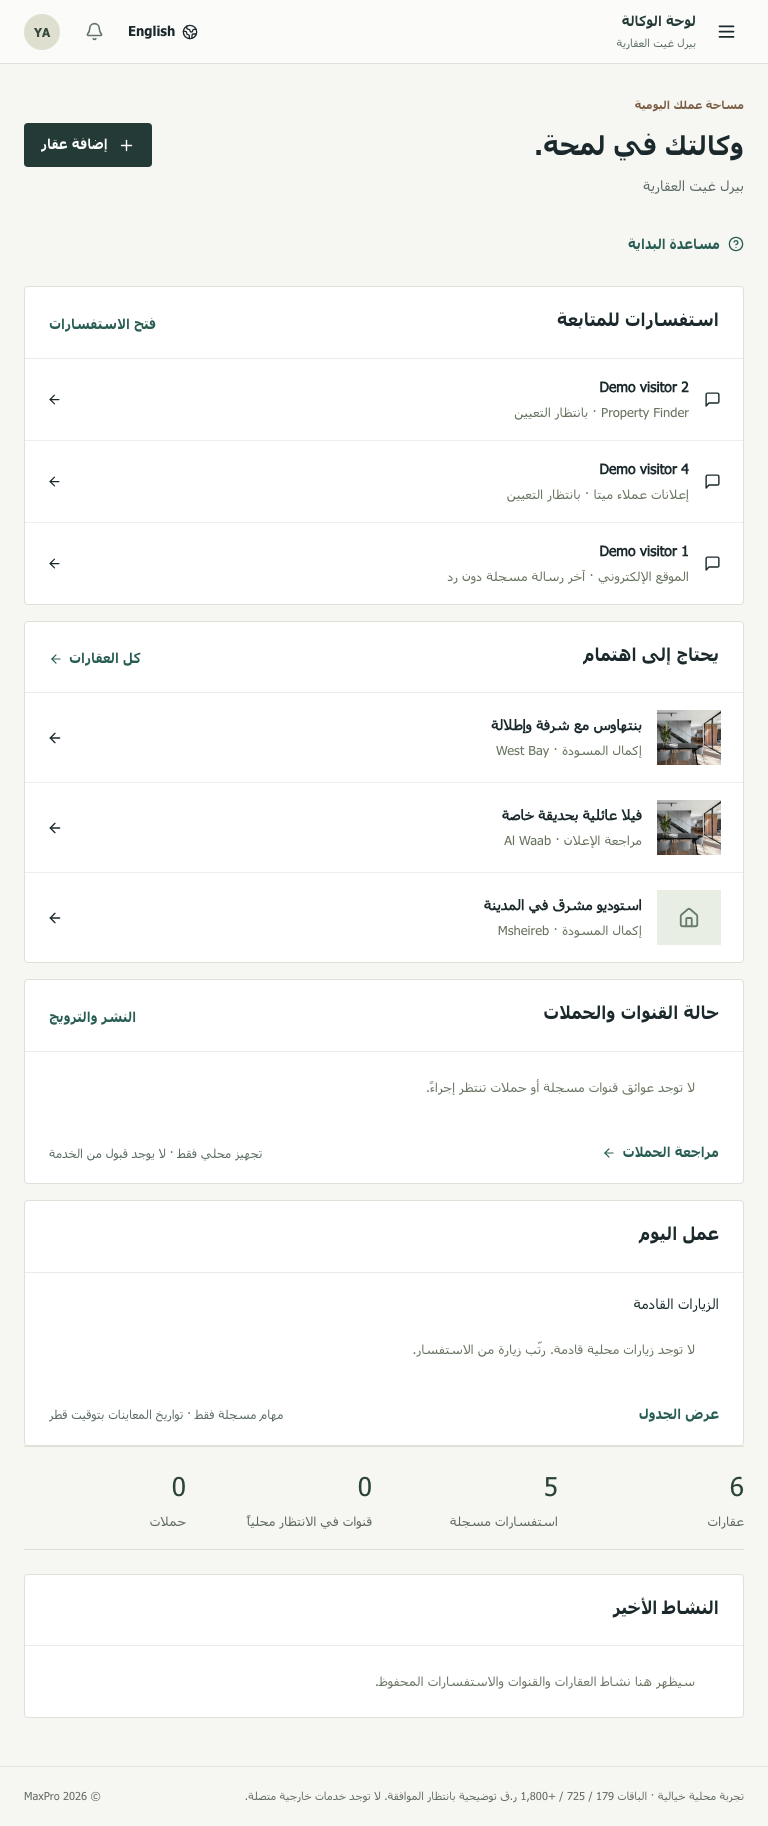 لوحة الوكالة
بيرل غيت العقارية
English
YA
مساحة عملك اليومية
وكالتك في لمحة.
بيرل غيت العقارية
إضافة عقار
مساعدة البداية
استفسارات للمتابعة
فتح الاستفسارات
Demo visitor 2
Property Finder · بانتظار التعيين
Demo visitor 4
إعلانات عملاء ميتا · بانتظار التعيين
Demo visitor 1
الموقع الإلكتروني · آخر رسالة مسجلة دون رد
يحتاج إلى اهتمام
كل العقارات
بنتهاوس مع شرفة وإطلالة
إكمال المسودة · West Bay
فيلا عائلية بحديقة خاصة
مراجعة الإعلان · Al Waab
استوديو مشرق في المدينة
إكمال المسودة · Msheireb
حالة القنوات والحملات
النشر والترويج
لا توجد عوائق قنوات مسجلة أو حملات تنتظر إجراءً.
مراجعة الحملات
تجهيز محلي فقط · لا يوجد قبول من الخدمة
عمل اليوم
الزيارات القادمة
لا توجد زيارات محلية قادمة. رتّب زيارة من الاستفسار.
عرض الجدول
مهام مسجلة فقط · تواريخ المعاينات بتوقيت قطر
6
عقارات
5
استفسارات مسجلة
0
قنوات في الانتظار محلياً
0
حملات
النشاط الأخير
سيظهر هنا نشاط العقارات والقنوات والاستفسارات المحفوظ.
تجربة محلية خيالية · الباقات 179 / 725 / +1,800 ر.ق توضيحية بانتظار الموافقة. لا توجد خدمات خارجية متصلة.
© 2026 MaxPro